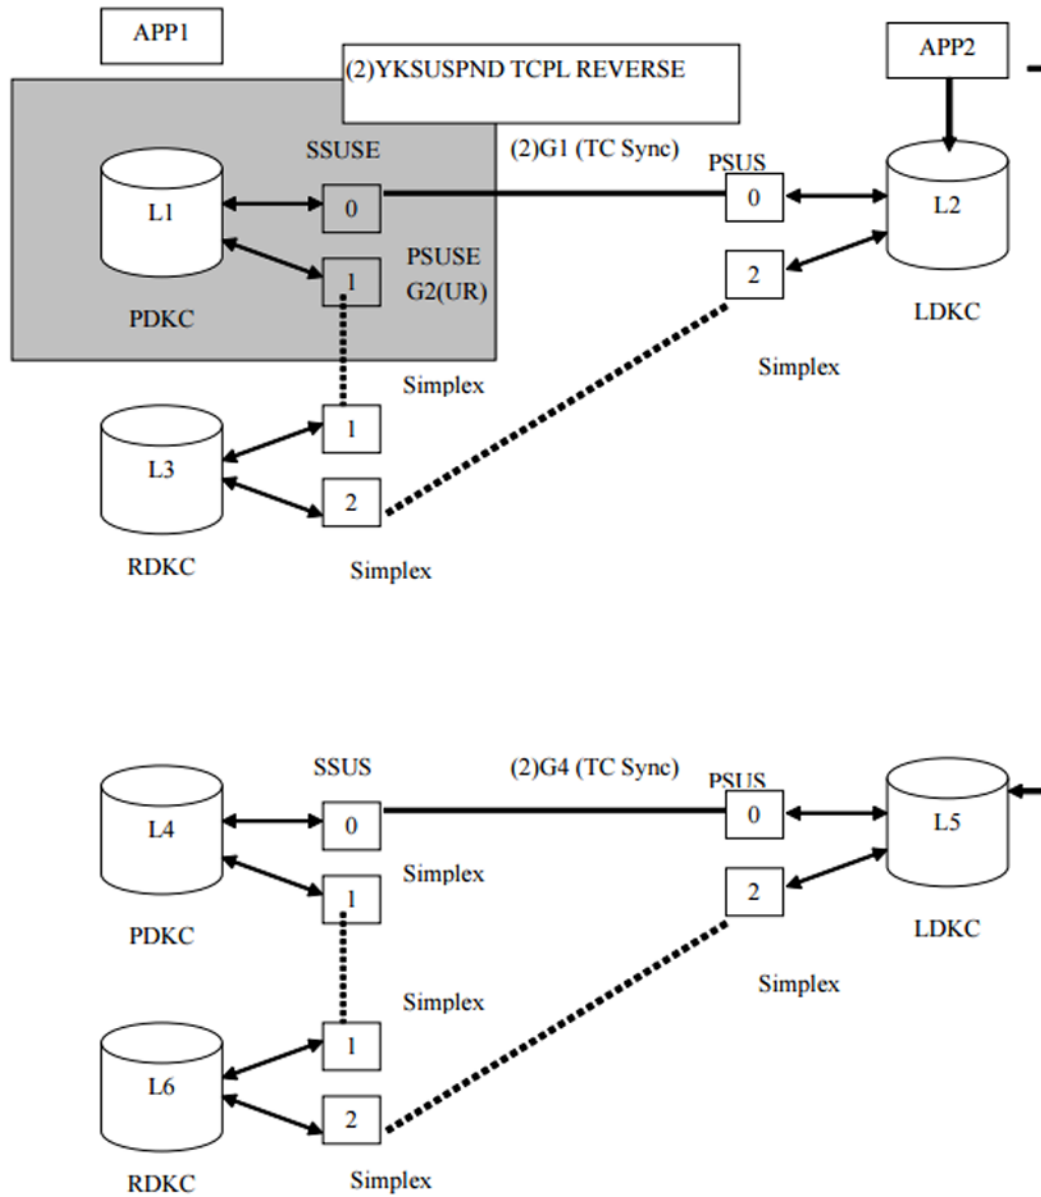 APP1
APP2
(2)YKSUSPND TCPL REVERSE
SSUSE
(2)G1 (TC Sync)
PSUS
L1
0
0
L2
PSUSE
G2(UR)
1
2
PDKC
LDKC
Simplex
Simplex
1
L3
2
RDKC
Simplex
SSUS
(2)G4 (TC Sync)
PSUS
L4
0
0
L5
Simplex
1
2
PDKC
LDKC
Simplex
Simplex
1
L6
2
RDKC
Simplex